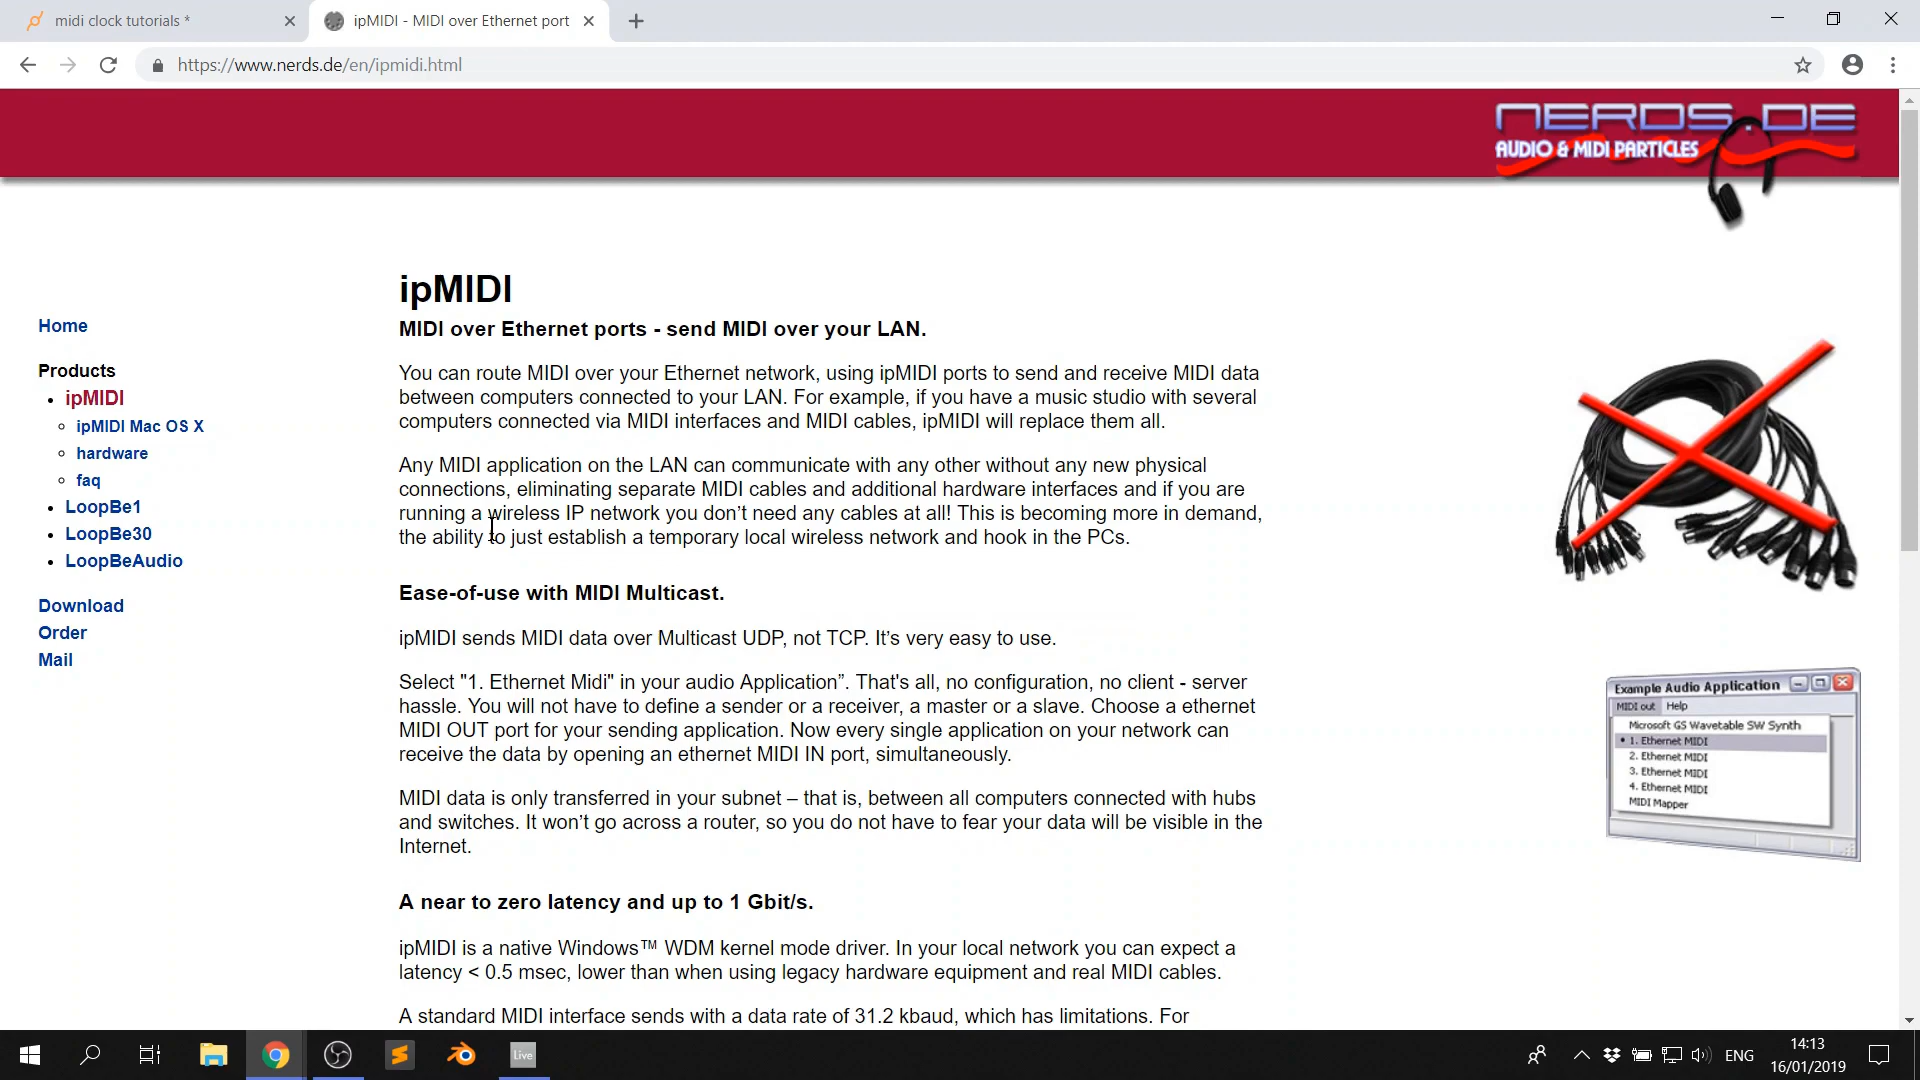 midi clock tutorials *
ipMIDI - MIDI over Ethernet port
https://www.nerds.de/en/ipmidi.html
NERDS.DE
AUDIO & MIDI PARTICLES
Home
Products
ipMIDI
ipMIDI Mac OS X
hardware
faq
LoopBe1
LoopBe30
LoopBeAudio
Download
Order
Mail
ipMIDI
MIDI over Ethernet ports - send MIDI over your LAN.
You can route MIDI over your Ethernet network, using ipMIDI ports to send and receive MIDI data
between computers connected to your LAN. For example, if you have a music studio with several
computers connected via MIDI interfaces and MIDI cables, ipMIDI will replace them all.
Any MIDI application on the LAN can communicate with any other without any new physical
connections, eliminating separate MIDI cables and additional hardware interfaces and if you are
running a wireless IP network you don’t need any cables at all! This is becoming more in demand,
the ability to just establish a temporary local wireless network and hook in the PCs.
Ease-of-use with MIDI Multicast.
ipMIDI sends MIDI data over Multicast UDP, not TCP. It’s very easy to use.
Select "1. Ethernet Midi" in your audio Application”. That's all, no configuration, no client - server
hassle. You will not have to define a sender or a receiver, a master or a slave. Choose a ethernet
MIDI OUT port for your sending application. Now every single application on your network can
receive the data by opening an ethernet MIDI IN port, simultaneously.
MIDI data is only transferred in your subnet – that is, between all computers connected with hubs
and switches. It won’t go across a router, so you do not have to fear your data will be visible in the
Internet.
A near to zero latency and up to 1 Gbit/s.
ipMIDI is a native Windows™ WDM kernel mode driver. In your local network you can expect a
latency < 0.5 msec, lower than when using legacy hardware equipment and real MIDI cables.
A standard MIDI interface sends with a data rate of 31.2 kbaud, which has limitations. For
Example Audio Application
MIDI out Help
Microsoft GS Wavetable SW Synth
1. Ethernet MIDI
2. Ethernet MIDI
3. Ethernet MIDI
4. Ethernet MIDI
MIDI Mapper
Live
ENG
14:13
16/01/2019